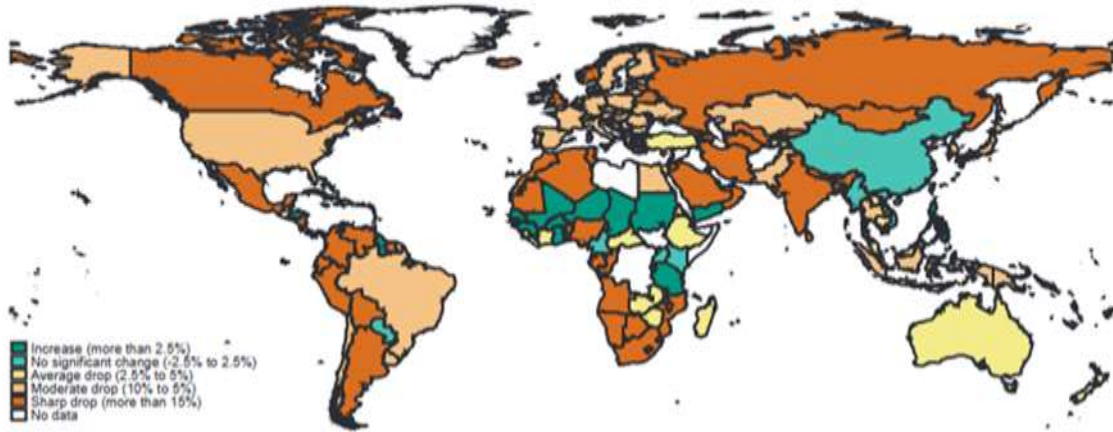 Increase (more than 2.5%)
No significant change (-2.5% to 2.5%)
Average drop (2.5% to 5%)
Moderate drop (10% to 5%)
Sharp drop (more than 15%)
No data